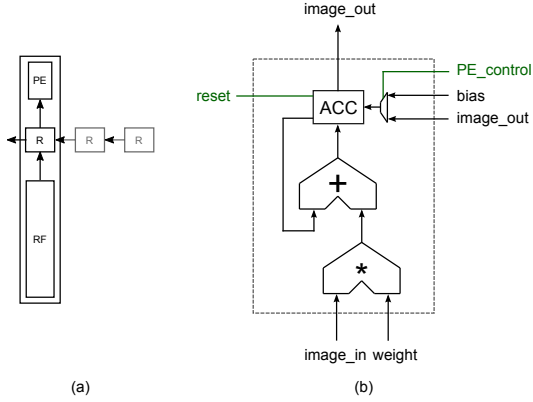 image_out
PE
PE_control
reset
ACC
bias
image_out
R
R
R
+
RF
*
image_in weight
(a)
(b)